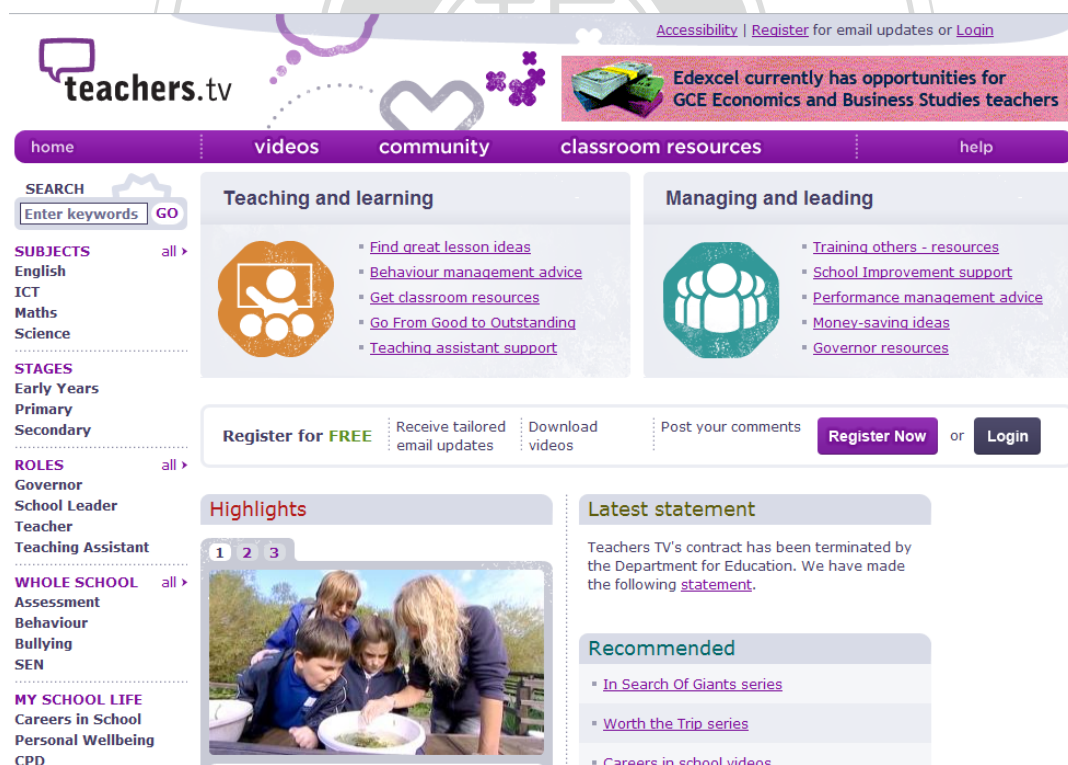 Accessibility | Register for email updates or Login
teachers.tv
Edexcel currently has opportunities for
GCE Economics and Business Studies teachers
home
videos
community
classroom resources
help
SEARCH
Enter keywords GO
SUBJECTS all ›
English
ICT
Maths
Science
STAGES
Early Years
Primary
Secondary
ROLES all ›
Governor
School Leader
Teacher
Teaching Assistant
WHOLE SCHOOL all ›
Assessment
Behaviour
Bullying
SEN
MY SCHOOL LIFE
Careers in School
Personal Wellbeing
CPD
Teaching and learning
Find great lesson ideas
Behaviour management advice
Get classroom resources
Go From Good to Outstanding
Teaching assistant support
Managing and leading
Training others - resources
School Improvement support
Performance management advice
Money-saving ideas
Governor resources
Register for FREE
Receive tailored
email updates
Download
videos
Post your comments
Register Now or Login
Highlights
1 2 3
Latest statement
Teachers TV's contract has been terminated by
the Department for Education. We have made
the following statement.
Recommended
In Search Of Giants series
Worth the Trip series
Careers in school videos